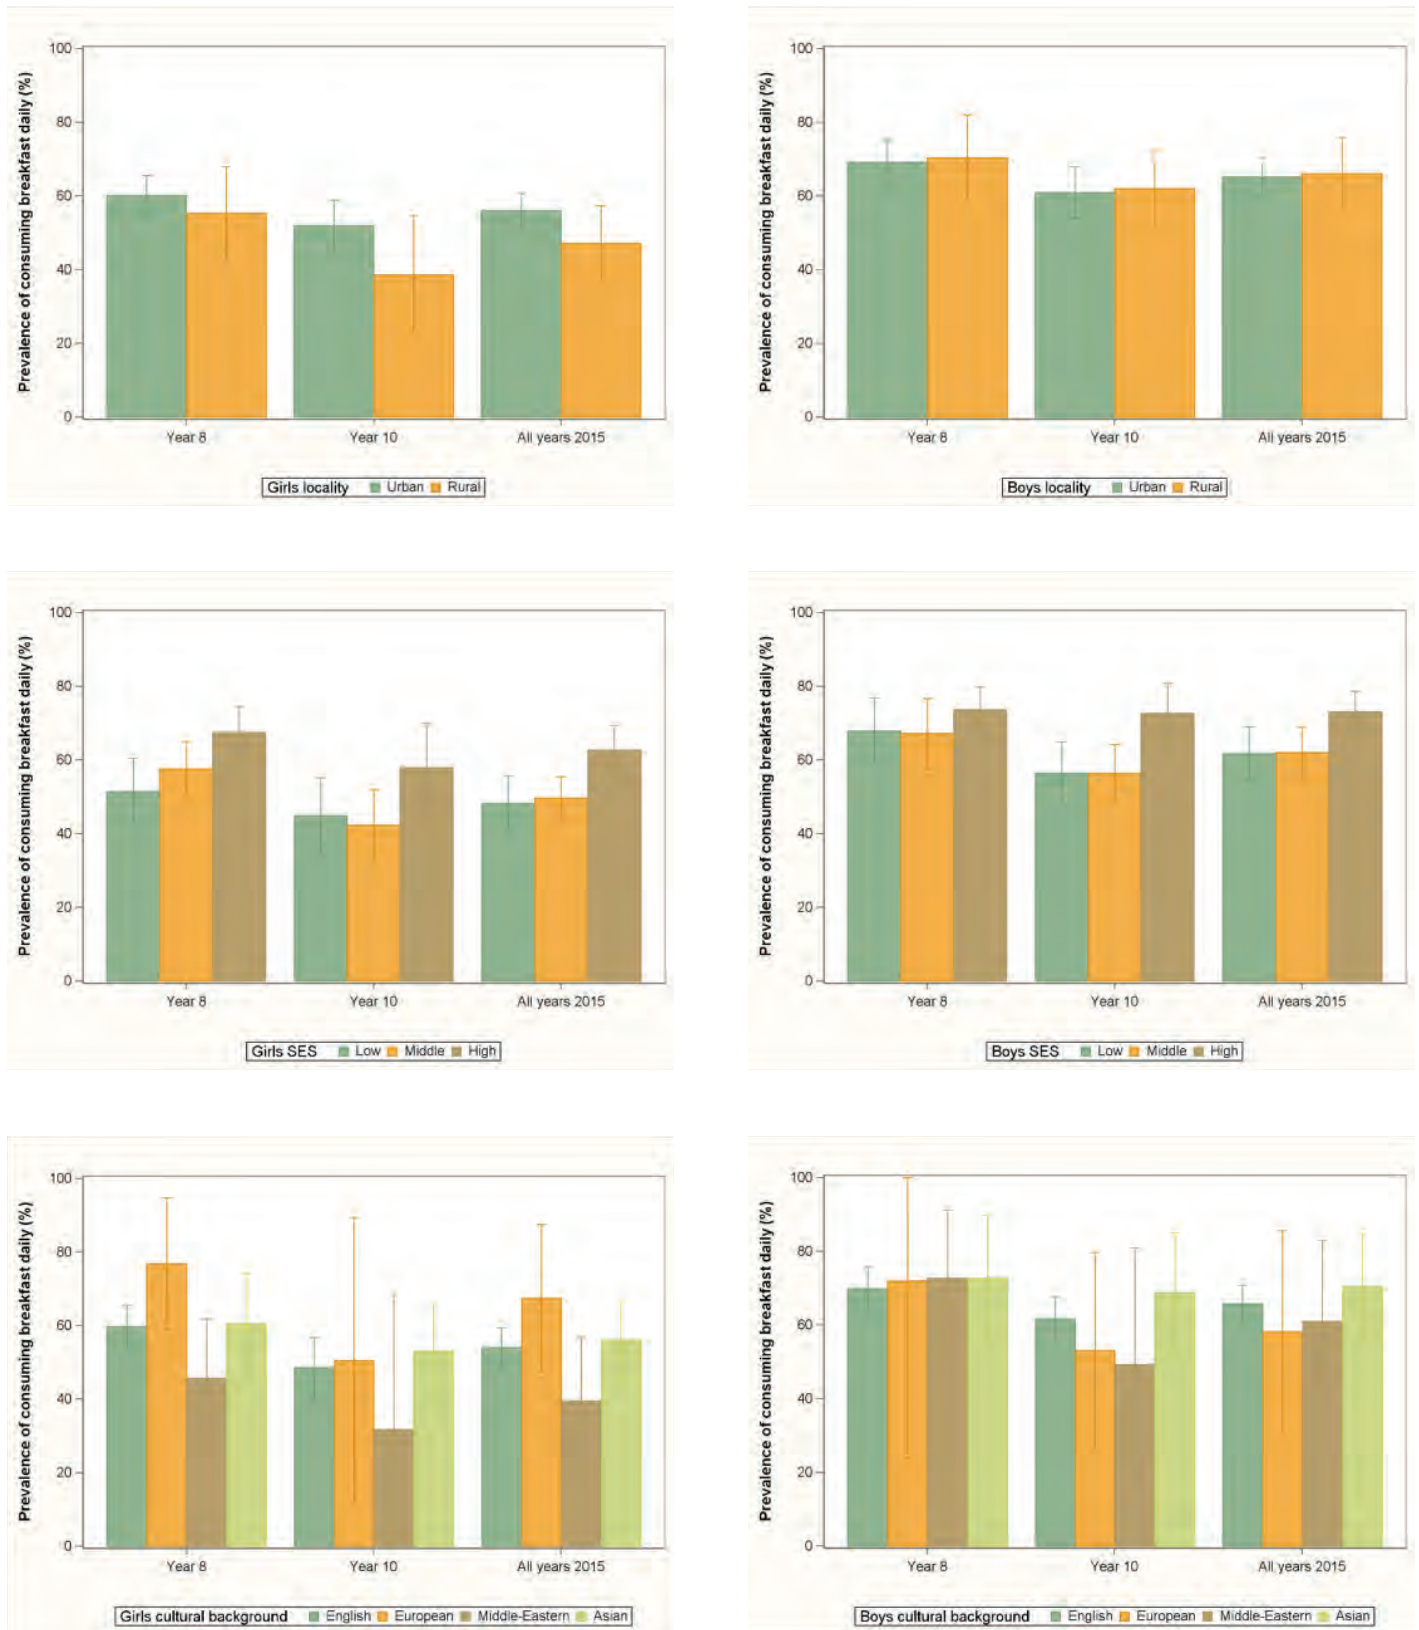 Prevalence of consuming breakfast daily (%)
100
80
60
40
20
0
Year 8 Year 10 All years 2015
Girls locality Urban Rural
Prevalence of consuming breakfast daily (%)
100
80
60
40
20
0
Year 8 Year 10 All years 2015
Boys locality Urban Rural
Prevalence of consuming breakfast daily (%)
100
80
60
40
20
0
Year 8 Year 10 All years 2015
Girls SES Low Middle High
Prevalence of consuming breakfast daily (%)
100
80
60
40
20
0
Year 8 Year 10 All years 2015
Boys SES Low Middle High
Prevalence of consuming breakfast daily (%)
100
80
60
40
20
0
Year 8 Year 10 All years 2015
Girls cultural background English European Middle-Eastern Asian
Prevalence of consuming breakfast daily (%)
100
80
60
40
20
0
Year 8 Year 10 All years 2015
Boys cultural background English European Middle-Eastern Asian